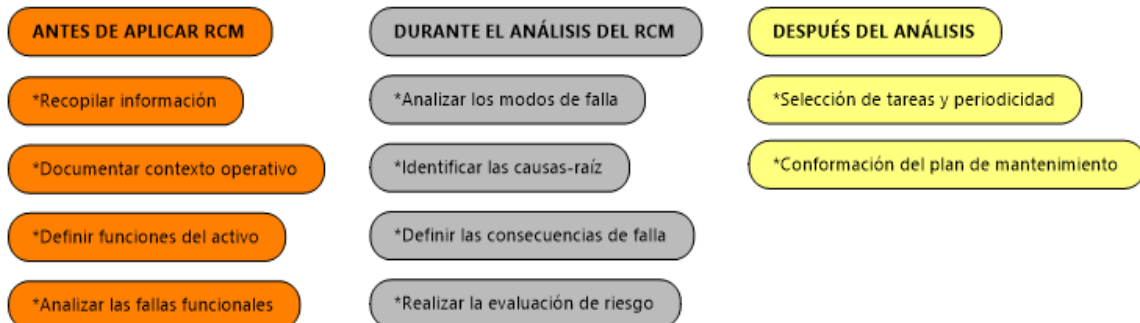 ANTES DE APLICAR RCM
*Recopilar información
*Documentar contexto operativo
*Definir funciones del activo
*Analizar las fallas funcionales
DURANTE EL ANÁLISIS DEL RCM
*Analizar los modos de falla
*Identificar las causas-raíz
*Definir las consecuencias de falla
*Realizar la evaluación de riesgo
DESPUÉS DEL ANÁLISIS
*Selección de tareas y periodicidad
*Conformación del plan de mantenimiento